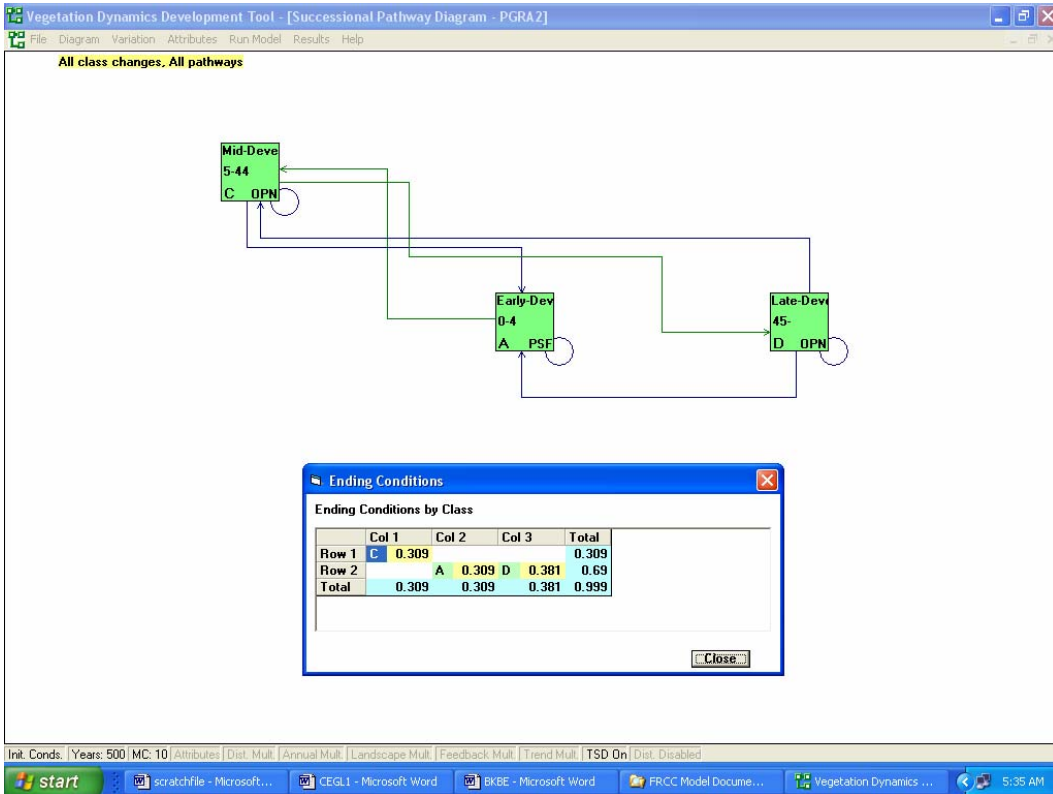 Vegetation Dynamics Development Tool - [Successional Pathway Diagram - PGRA2]
File Diagram Variation Attributes Run Model Results Help
All class changes, All pathways
Mid-Deve
5-44
C OPN
Early-Dev
0-4
A PSF
Late-Deve
45-
D OPN
Ending Conditions
Ending Conditions by Class
Col 1 Col 2 Col 3 Total
Row 1 C 0.309 0.309
Row 2 A 0.309 D 0.381 0.69
Total 0.309 0.309 0.381 0.999
Close
Init. Conds. Years: 500 MC: 10 Attributes Dist. Mult. Annual Mult. Landscape Mult. Feedback Mult. Trend Mult. TSD On Dist. Disabled
start scratchfile - Microsoft... CEGL1 - Microsoft Word BKBE - Microsoft Word FRCC Model Docume... Vegetation Dynamics ... 5:35 AM